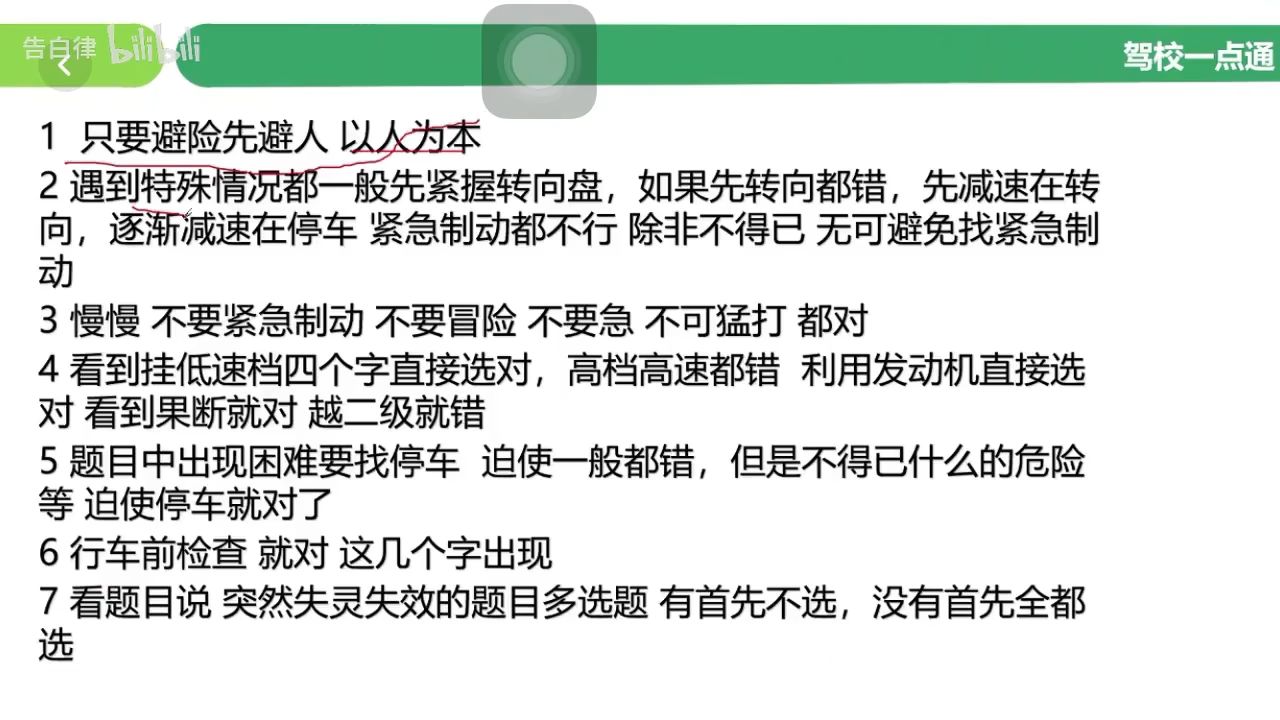 告白律 bilibili
驾校一点通
1 只要避险先避人 以人为本
2 遇到特殊情况都一般先紧握转向盘，如果先转向都错，先减速在转
向，逐渐减速在停车 紧急制动都不行 除非不得已 无可避免找紧急制
动
3 慢慢 不要紧急制动 不要冒险 不要急 不可猛打 都对
4 看到挂低速档四个字直接选对，高档高速都错 利用发动机直接选
对 看到果断就对 越二级就错
5 题目中出现困难要找停车 迫使一般都错，但是不得已什么的危险
等 迫使停车就对了
6 行车前检查 就对 这几个字出现
7 看题目说 突然失灵失效的题目多选题 有首先不选，没有首先全都
选